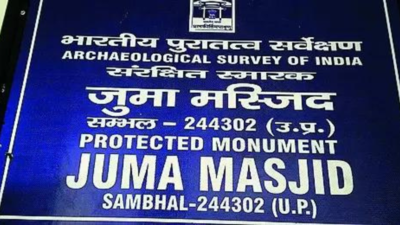 भारतीय पुरातत्व सर्वेक्षण
ARCHAEOLOGICAL SURVEY OF INDIA
संरक्षित स्मारक
जुमा मस्जिद
सम्भल – 244302 (उ.प्र.)
PROTECTED MONUMENT
JUMA MASJID
SAMBHAL-244302 (U.P.)